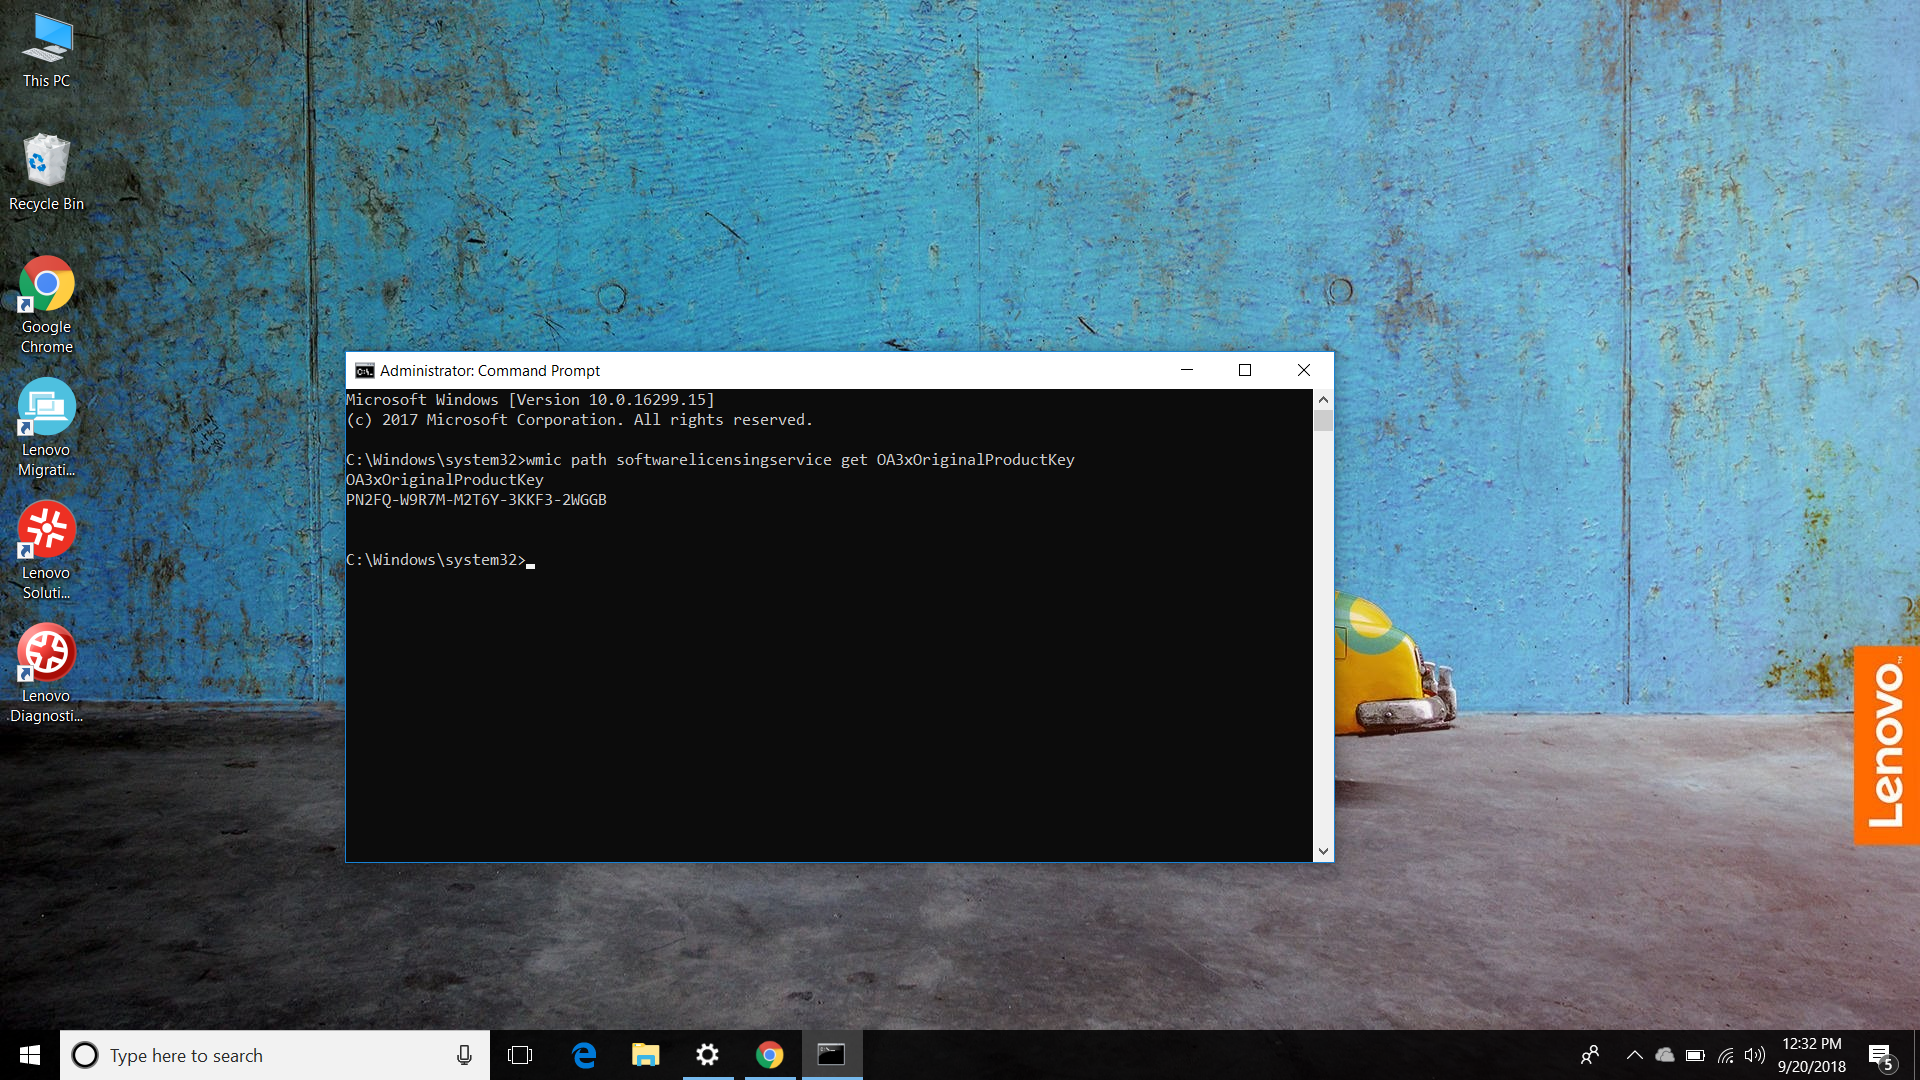 This PC
Recycle Bin
Google
Chrome
Lenovo
Migrati...
Lenovo
Soluti...
Lenovo
Diagnosti...
Administrator: Command Prompt
Microsoft Windows [Version 10.0.16299.15]
(c) 2017 Microsoft Corporation. All rights reserved.
C:\Windows\system32>wmic path softwarelicensingservice get OA3xOriginalProductKey
OA3xOriginalProductKey
PN2FQ-W9R7M-M2T6Y-3KKF3-2WGGB
C:\Windows\system32>
Lenovo™
Type here to search
12:32 PM
9/20/2018
5